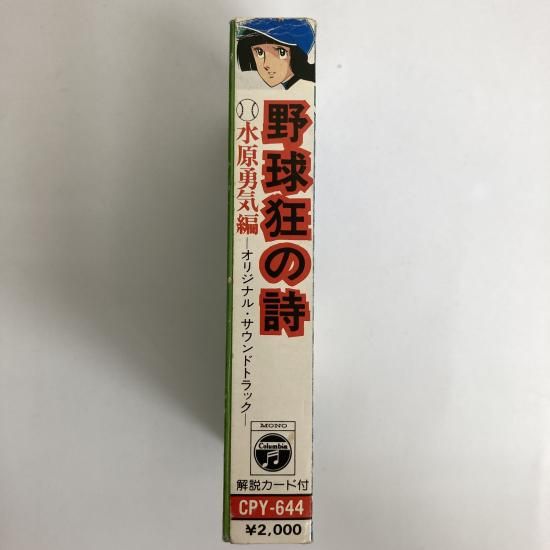 野球狂の詩
水原勇気編
―オリジナル・サウンドトラック―
MONO
Columbia
解説カード付
CPY-644
¥2,000